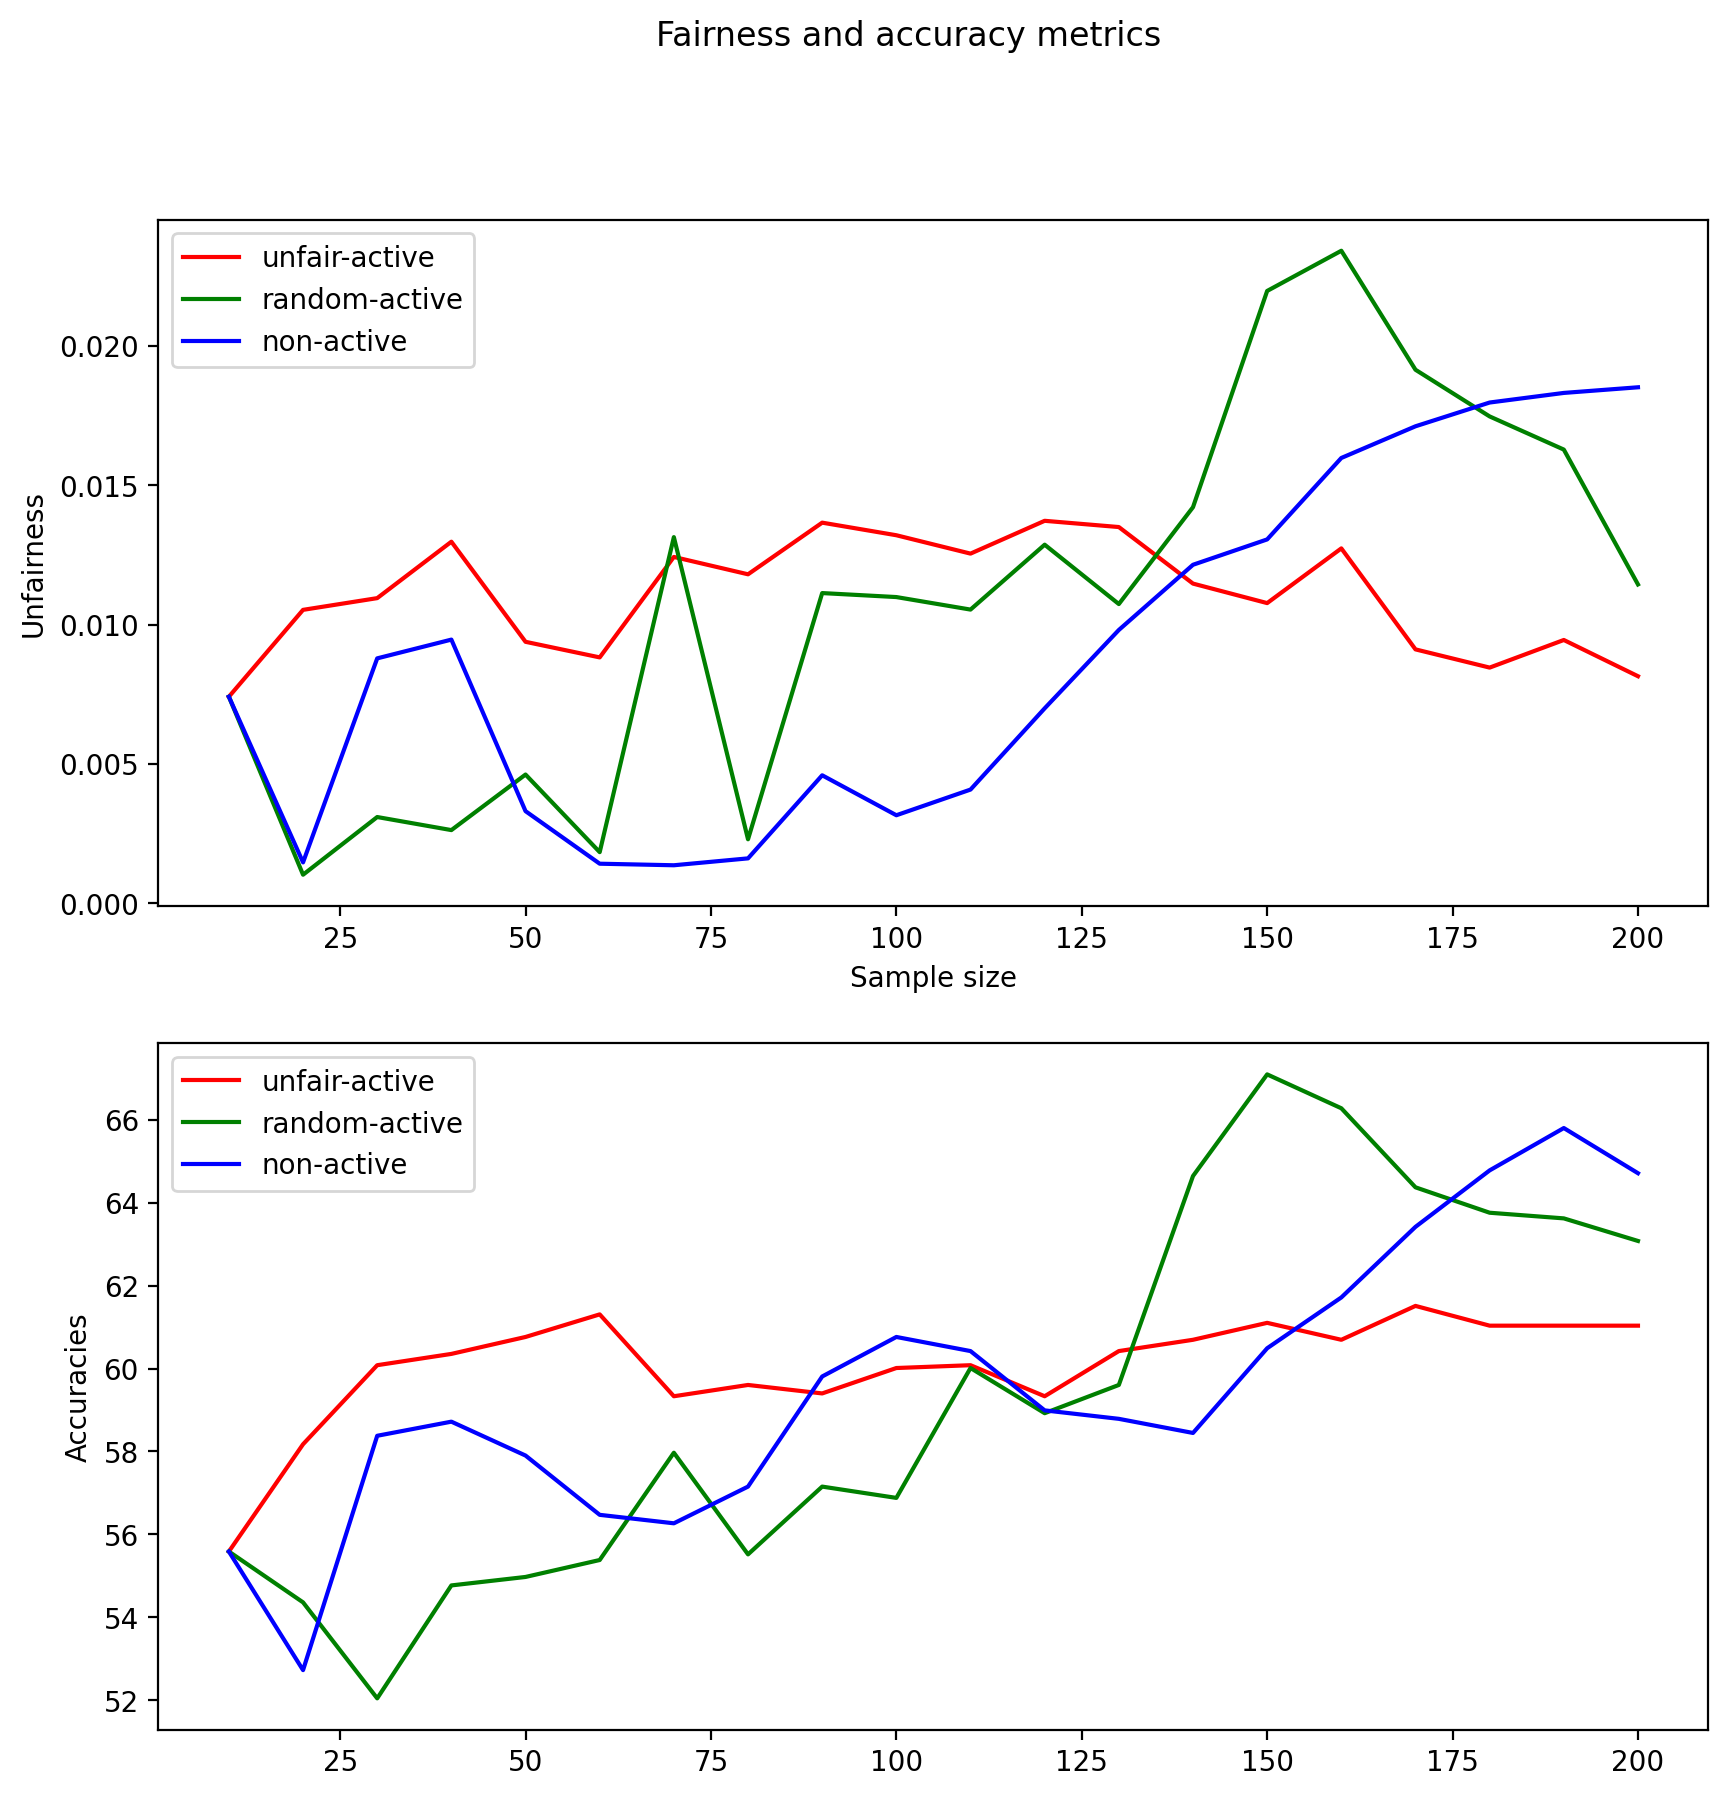 Fairness and accuracy metrics
unfair-active
random-active
non-active
Unfairness
0.020
0.015
0.010
0.005
0.000
25 50 75 100 125 150 175 200
Sample size
unfair-active
random-active
non-active
Accuracies
66
64
62
60
58
56
54
52
25 50 75 100 125 150 175 200